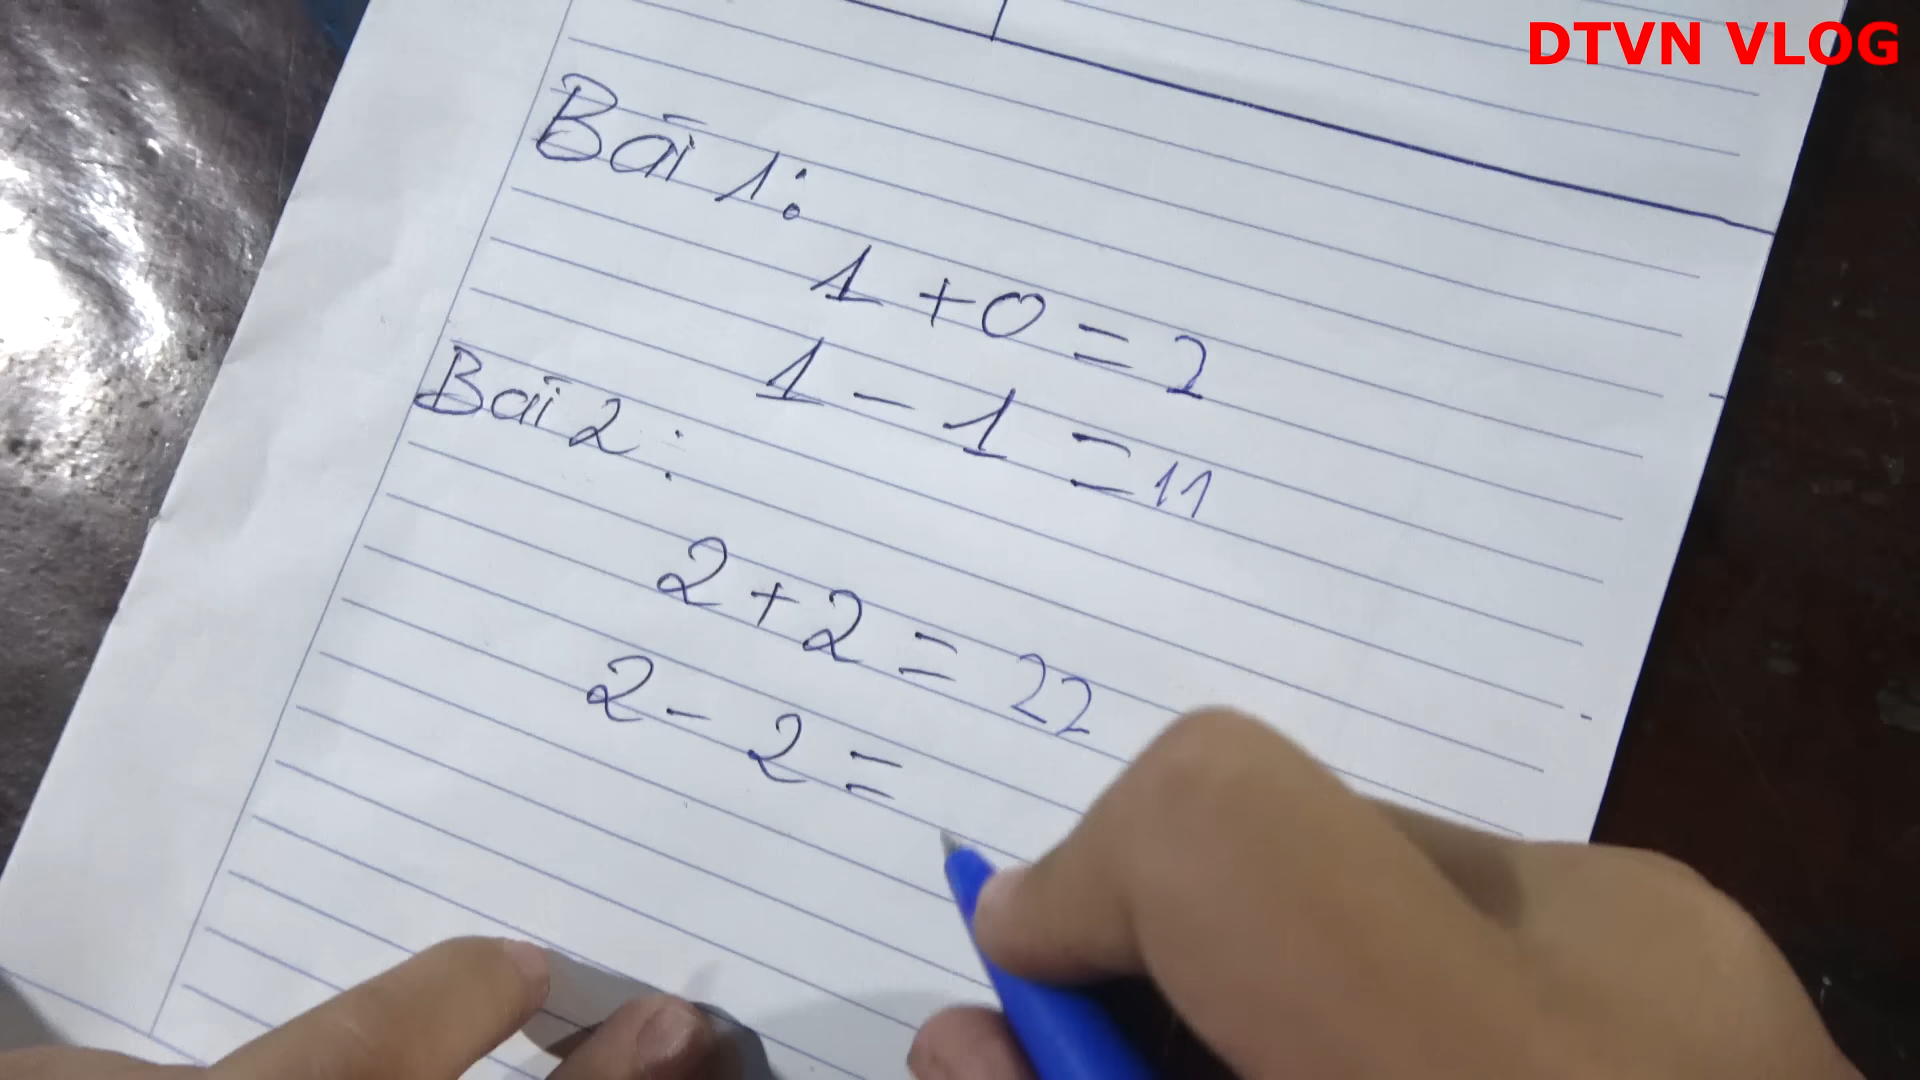 DTVN VLOG
Bài 1:
1 + 0 = 2
1 - 1 = 11
Bài 2:
2 + 2 = 22
2 - 2 =